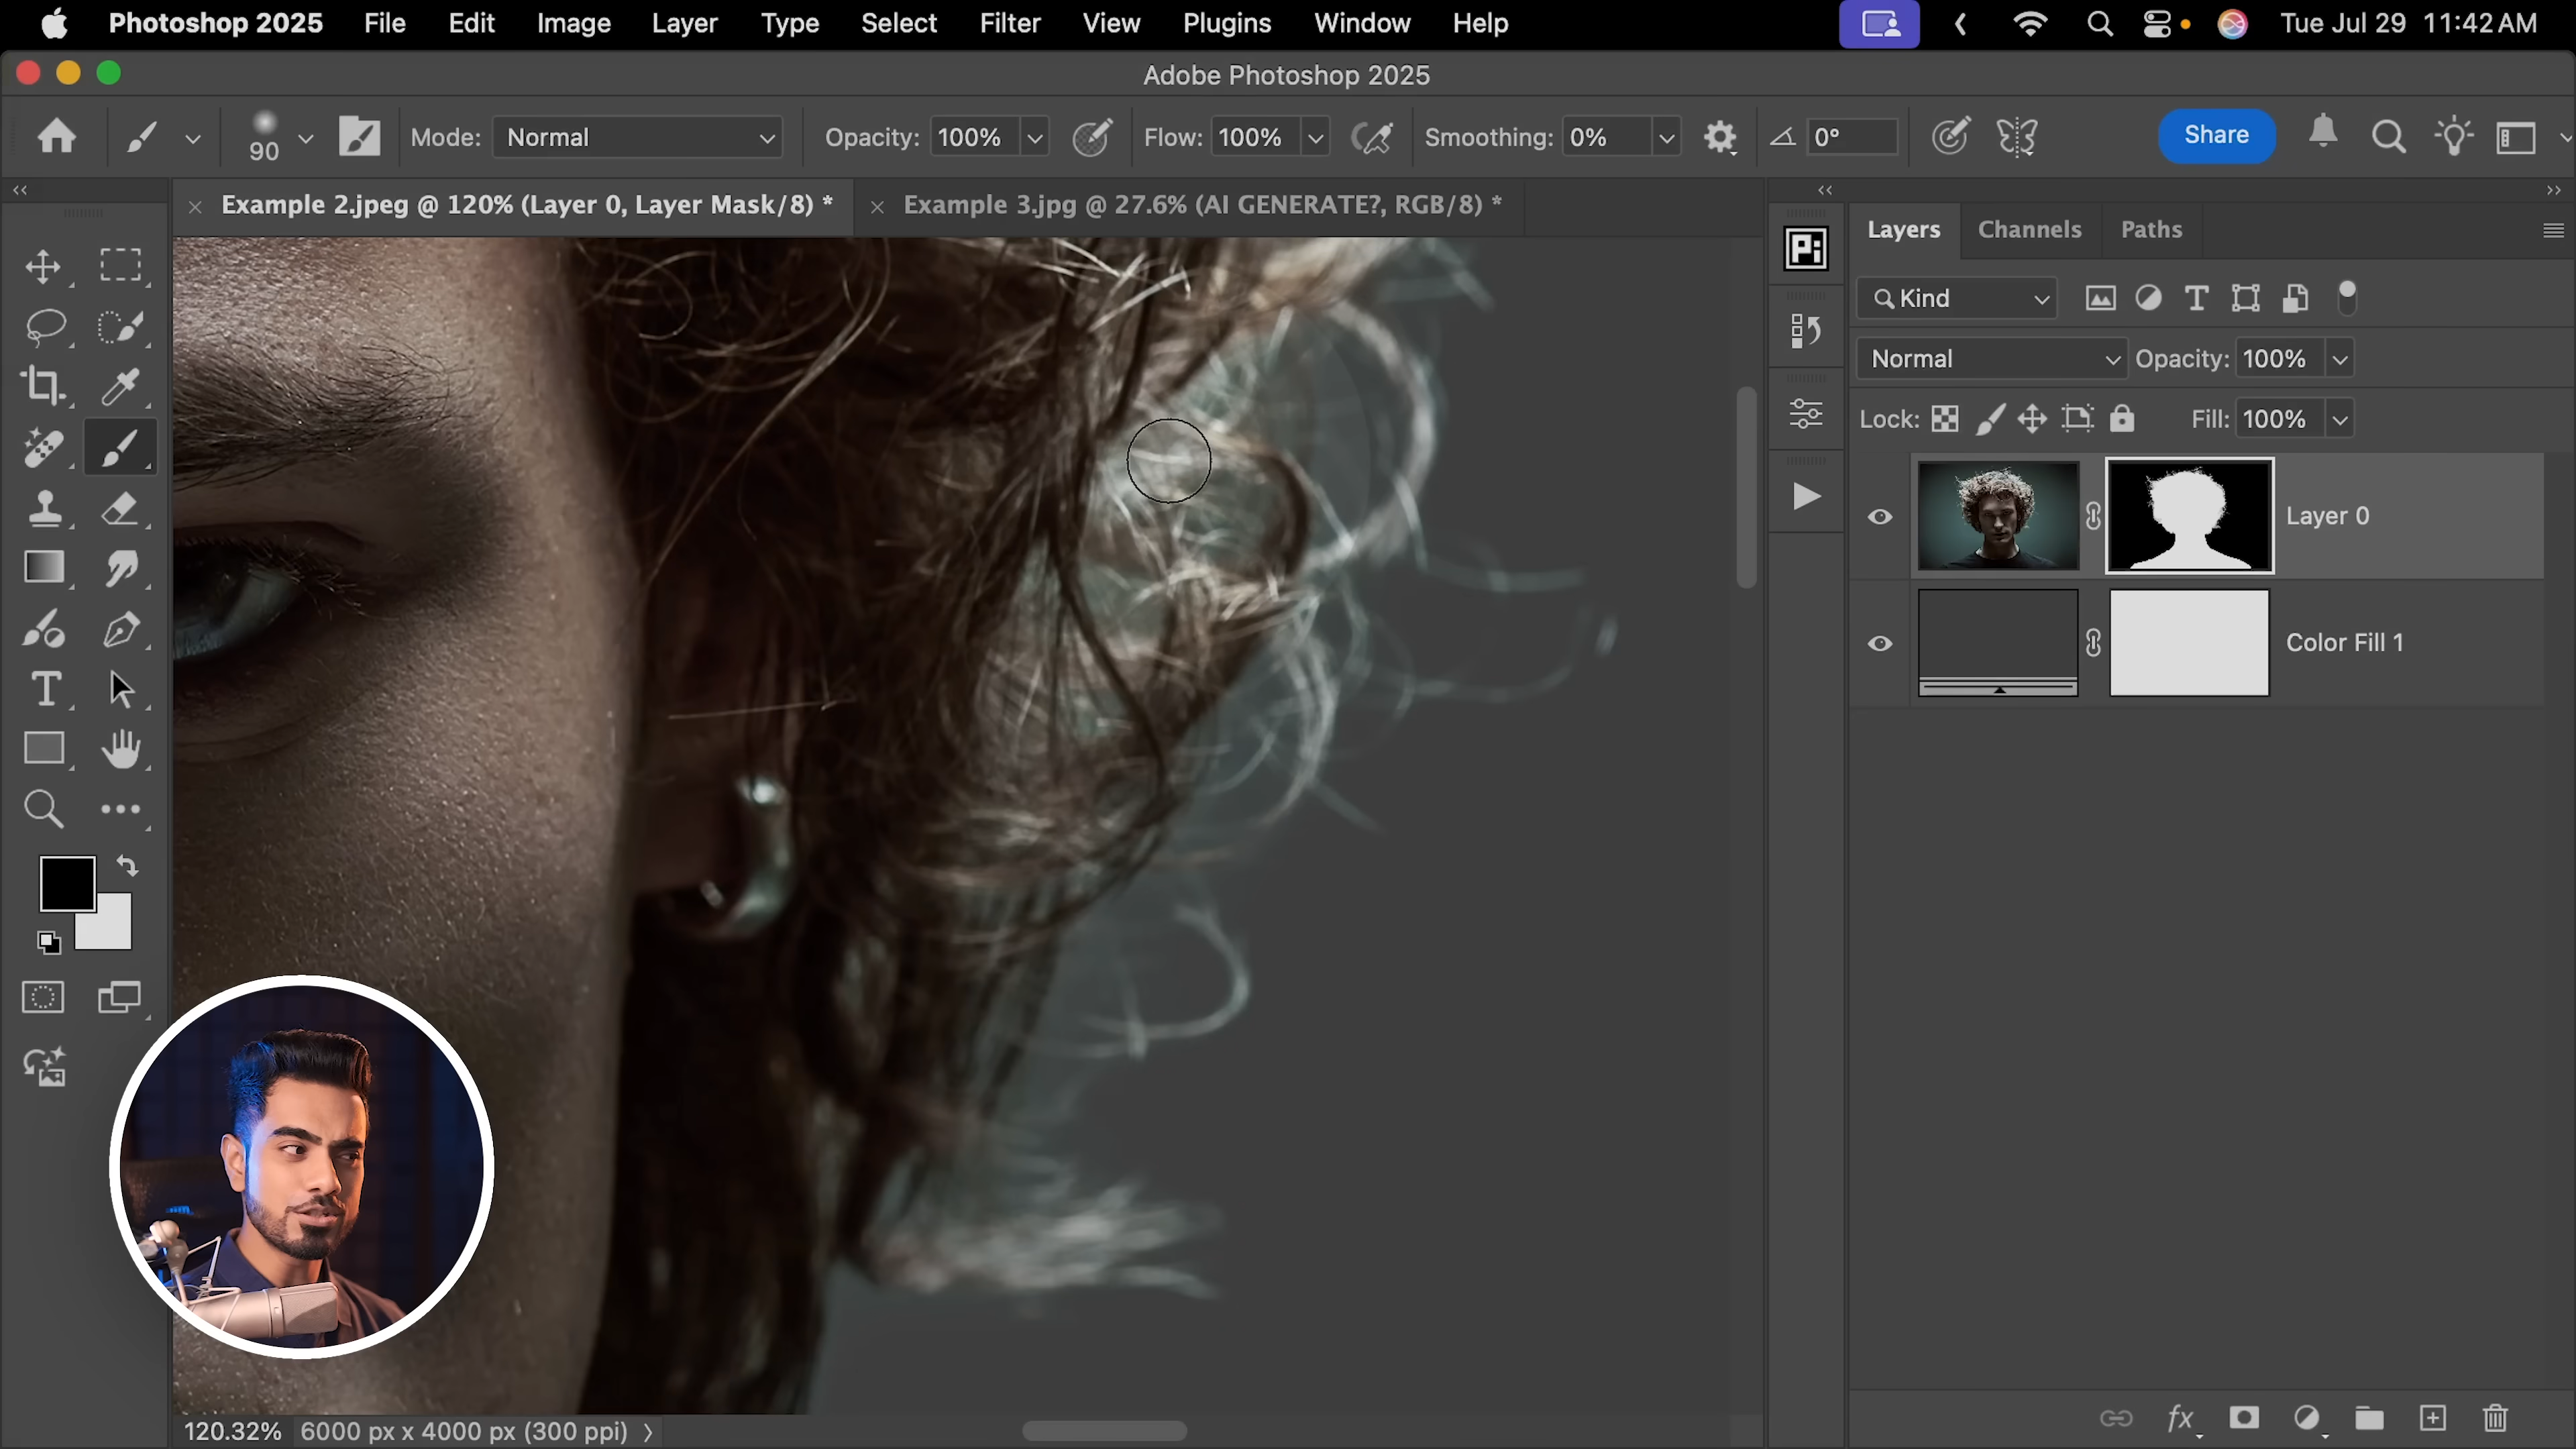 Photoshop 2025 File Edit Image Layer Type Select Filter View Plugins Window Help Tue Jul 29 11:42 AM
Adobe Photoshop 2025
90 Mode: Normal Opacity: 100% Flow: 100% Smoothing: 0% 0° Share
Example 2.jpeg @ 120% (Layer 0, Layer Mask/8) * Example 3.jpg @ 27.6% (AI GENERATE?, RGB/8) *
Layers Channels Paths
Pi
Kind
Normal Opacity: 100%
Lock: Fill: 100%
Layer 0
Color Fill 1
120.32% 6000 px x 4000 px (300 ppi)
fx